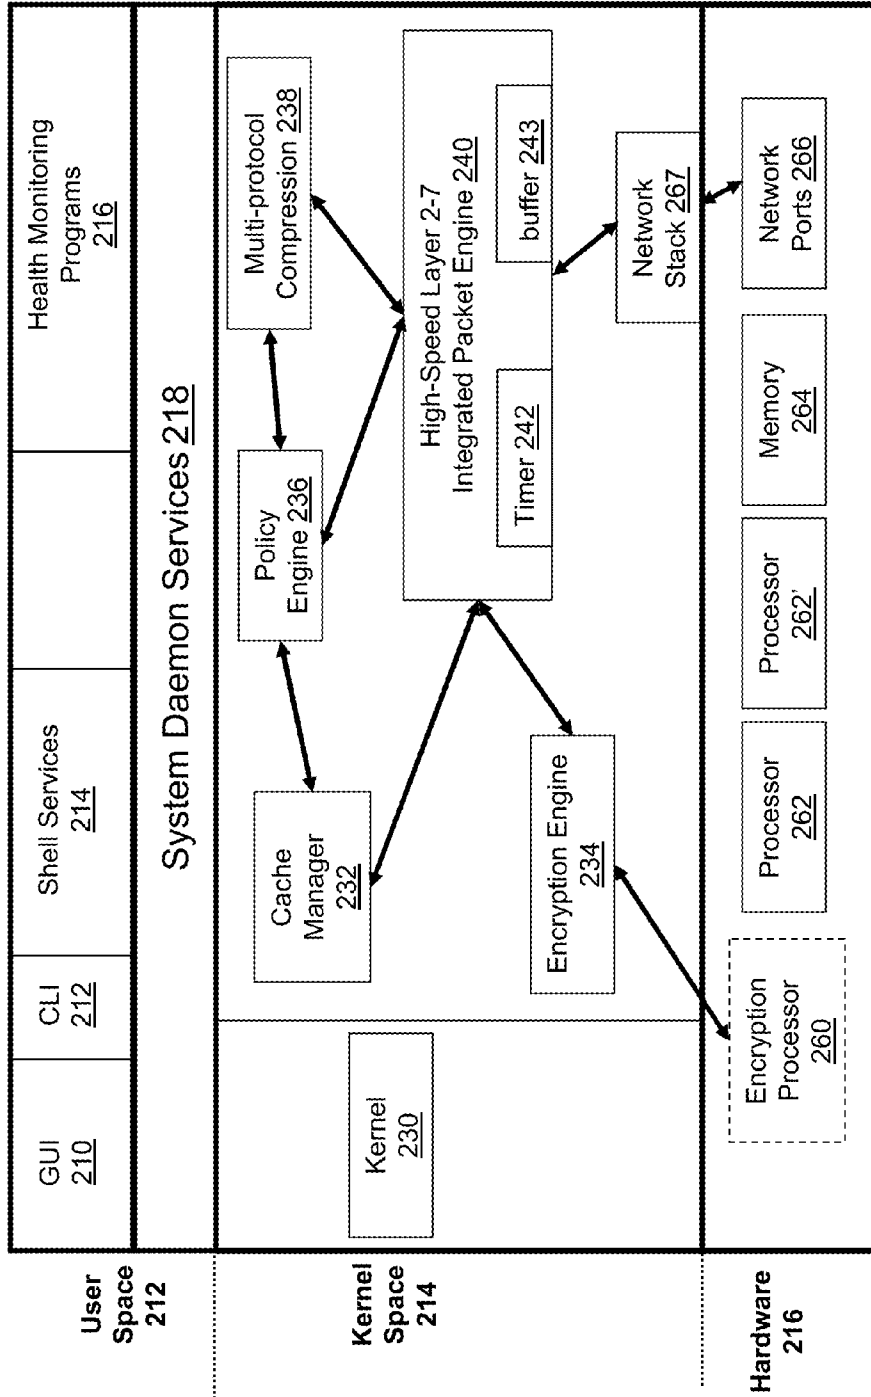 User
Space
212
GUI
210
CLI
212
Shell Services
214
Health Monitoring
Programs
216
System Daemon Services 218
Kernel
Space
214
Kernel
230
Cache
Manager
232
Policy
Engine 236
Multi-protocol
Compression 238
High-Speed Layer 2-7
Integrated Packet Engine 240
Timer 242
buffer 243
Encryption Engine
234
Network
Stack 267
Hardware
216
Encryption
Processor
260
Processor
262
Processor
262'
Memory
264
Network
Ports 266